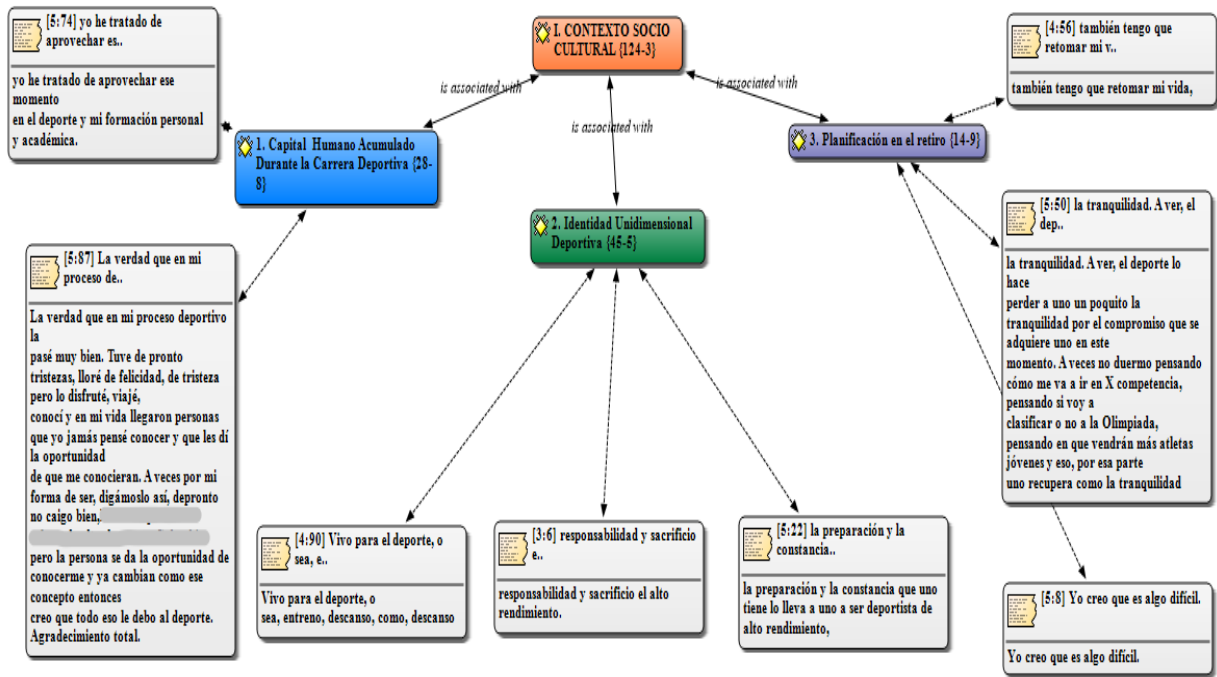 [5:74] yo he tratado de
aprovechar es..
yo he tratado de aprovechar ese
momento
en el deporte y mi formación personal
y académica.
I. CONTEXTO SOCIO
CULTURAL {124-3}
[4:56] también tengo que
retomar mi v..
también tengo que retomar mi vida,
is associated with
is associated with
is associated with
1. Capital Humano Acumulado
Durante la Carrera Deportiva {28-
8}
3. Planificación en el retiro {14-9}
2. Identidad Unidimensional
Deportiva {45-5}
[5:50] la tranquilidad. A ver, el
dep..
la tranquilidad. A ver, el deporte lo
hace
perder a uno un poquito la
tranquilidad por el compromiso que se
adquiere uno en este
momento. A veces no duermo pensando
cómo me va a ir en X competencia,
pensando si voy a
clasificar o no a la Olimpiada,
pensando en que vendrán más atletas
jóvenes y eso, por esa parte
uno recupera como la tranquilidad
[5:87] La verdad que en mi
proceso de..
La verdad que en mi proceso deportivo
la
pasé muy bien. Tuve de pronto
tristezas, lloré de felicidad, de tristeza
pero lo disfruté, viajé,
conocí y en mi vida llegaron personas
que yo jamás pensé conocer y que les dí
la oportunidad
de que me conocieran. A veces por mi
forma de ser, digámoslo así, depronto
no caigo bien,
pero la persona se da la oportunidad de
conocerme y ya cambian como ese
concepto entonces
creo que todo eso le debo al deporte.
Agradecimiento total.
[4:90] Vivo para el deporte, o
sea, e..
Vivo para el deporte, o
sea, entreno, descanso, como, descanso
[3:6] responsabilidad y sacrificio
e..
responsabilidad y sacrificio el alto
rendimiento.
[5:22] la preparación y la
constancia..
la preparación y la constancia que uno
tiene lo lleva a uno a ser deportista de
alto rendimiento,
[5:8] Yo creo que es algo difícil.
Yo creo que es algo difícil.